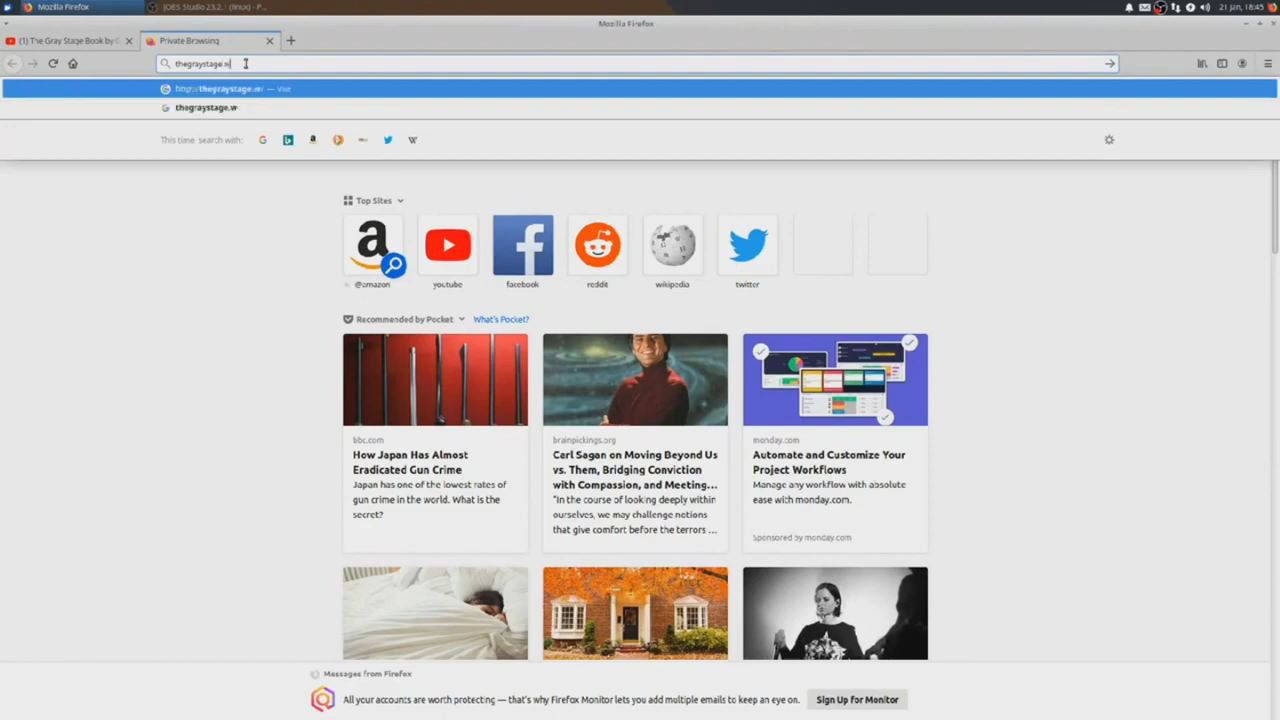 Mozilla Firefox
[OBS Studio 23.2.1 (linux) - P...
21 Jan, 18:45
Mozilla Firefox
(1) The Gray Stage Book by G
Private Browsing
thegraystage.w
http://thegraystage.w/ — Visit
thegraystage.w
This time, search with:
Top Sites
@amazon
youtube
facebook
reddit
wikipedia
twitter
Recommended by Pocket
What's Pocket?
bbc.com
How Japan Has Almost
Eradicated Gun Crime
Japan has one of the lowest rates of
gun crime in the world. What is the
secret?
brainpickings.org
Carl Sagan on Moving Beyond Us
vs. Them, Bridging Conviction
with Compassion, and Meeting...
"In the course of looking deeply within
ourselves, we may challenge notions
that give comfort before the terrors ...
monday.com
Automate and Customize Your
Project Workflows
Manage any workflow with absolute
ease with monday.com.
Sponsored by monday.com
Messages from Firefox
All your accounts are worth protecting — that's why Firefox Monitor lets you add multiple emails to keep an eye on.
Sign Up for Monitor